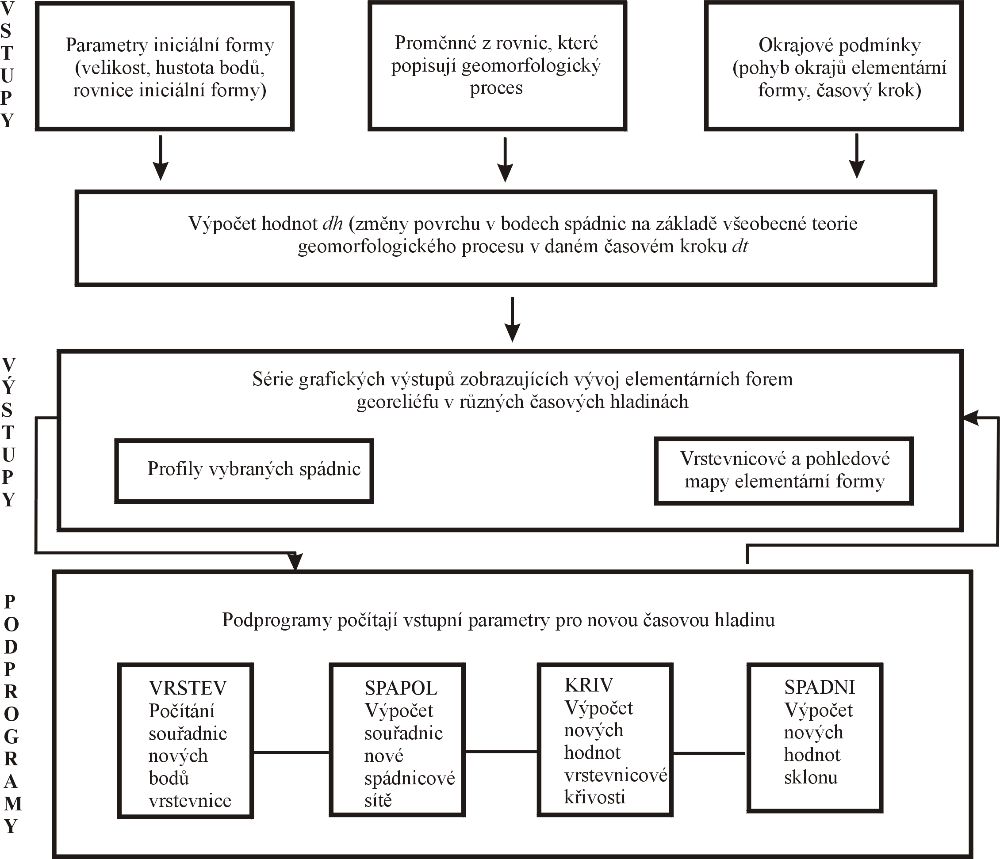 VSTUPY
Parametry iniciální formy
(velikost, hustota bodů,
rovnice iniciální formy)
Proměnné z rovnic, které
popisují geomorfologický
proces
Okrajové podmínky
(pohyb okrajů elementární
formy, časový krok)
Výpočet hodnot dh (změny povrchu v bodech spádnic na základě všeobecné teorie
geomorfologického procesu v daném časovém kroku dt
VÝSTUPY
Série grafických výstupů zobrazujících vývoj elementárních forem
georeliéfu v různých časových hladinách
Profily vybraných spádnic
Vrstevnicové a pohledové
mapy elementární formy
PODPROGRAMY
Podprogramy počítají vstupní parametry pro novou časovou hladinu
VRSTEV
Počítání
souřadnic
nových
bodů
vrstevnice
SPAPOL
Výpočet
souřadnic
nové
spádnicové
sítě
KRIV
Výpočet
nových
hodnot
vrstevnicové
křivosti
SPADNI
Výpočet
nových
hodnot
sklonu